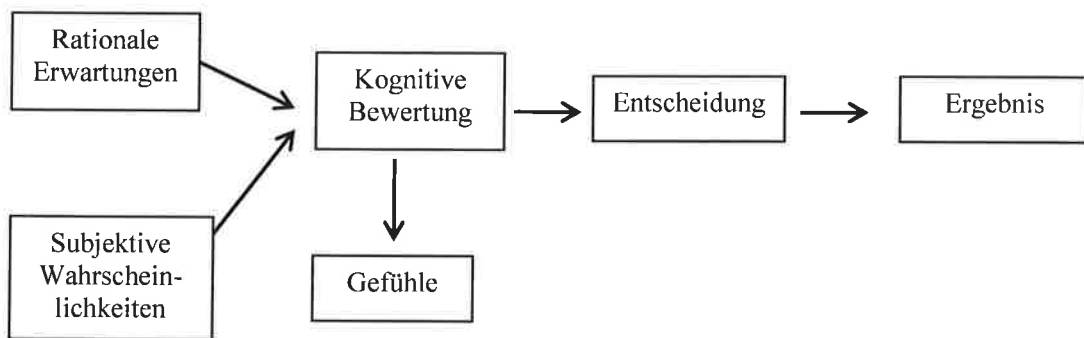 Rationale
Erwartungen
Kognitive
Bewertung
Entscheidung
Ergebnis
Subjektive
Wahrschein-
lichkeiten
Gefühle